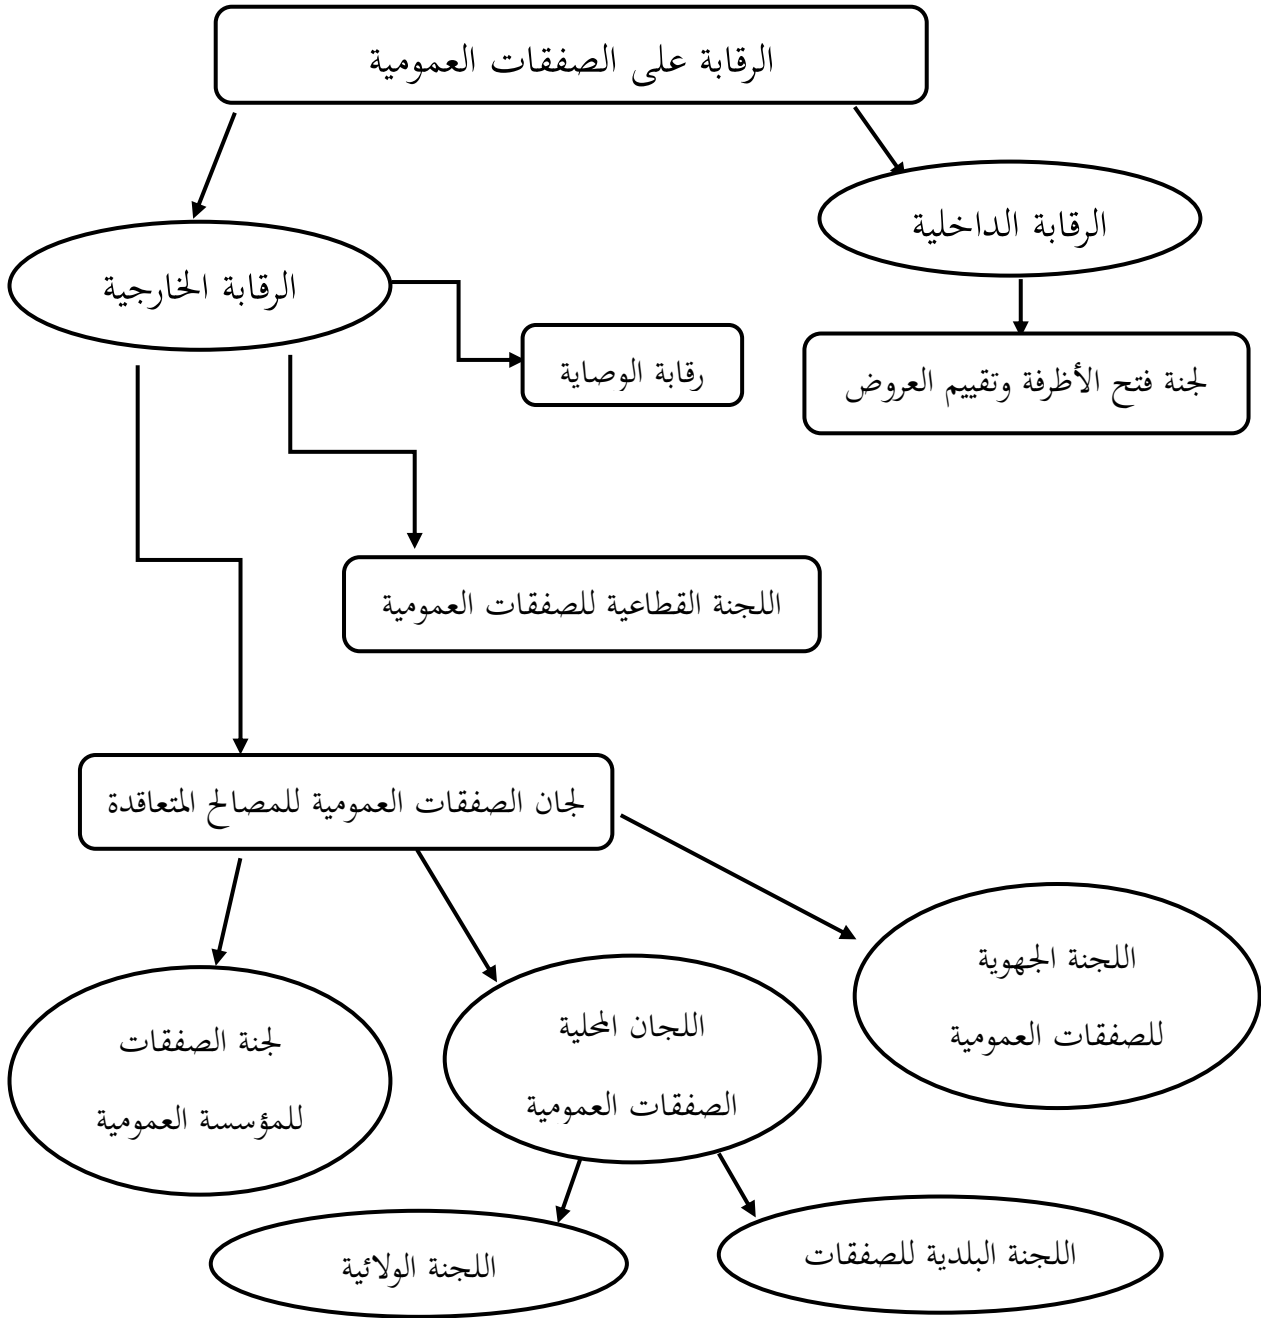 الرقابة على الصفقات العمومية
الرقابة الداخلية
الرقابة الخارجية
رقابة الوصاية
لجنة فتح الأظرفة وتقييم العروض
اللجنة القطاعية للصفقات العمومية
لجان الصفقات العمومية للمصالح المتعاقدة
اللجنة الجهوية
للصفقات العمومية
اللجان المحلية
الصفقات العمومية
لجنة الصفقات
للمؤسسة العمومية
اللجنة البلدية للصفقات
اللجنة الولائية